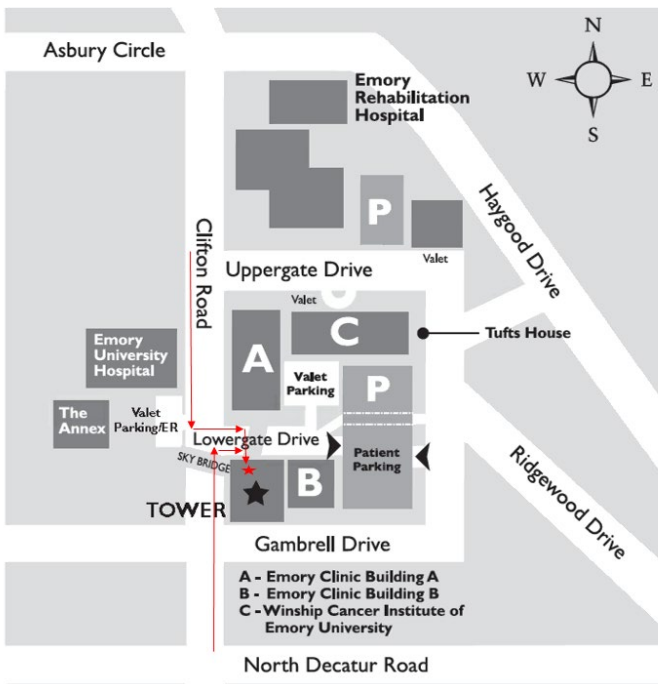 Asbury Circle
N
W
E
S
Emory
Rehabilitation
Hospital
P
Valet
Haygood Drive
Clifton Road
Uppergate Drive
Valet
A
C
Tufts House
Emory
University
Hospital
Valet
Parking
P
The
Annex
Valet
Parking/ER
Lowergate Drive
SKY BRIDGE
Patient
Parking
B
TOWER
Ridgewood Drive
Gambrell Drive
A - Emory Clinic Building A
B - Emory Clinic Building B
C - Winship Cancer Institute of
Emory University
North Decatur Road